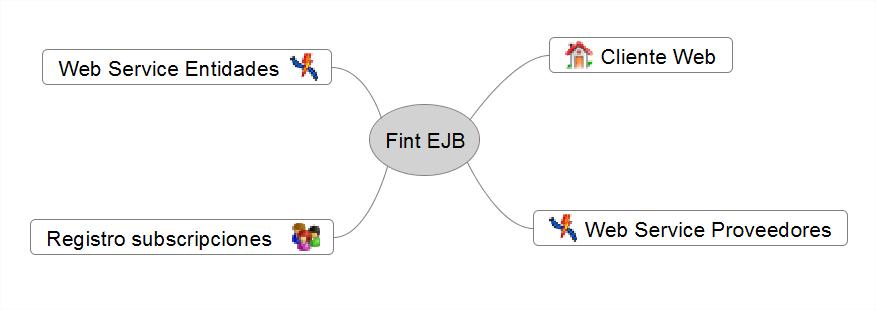 Web Service Entidades
Cliente Web
Fint EJB
Registro subscripciones
Web Service Proveedores